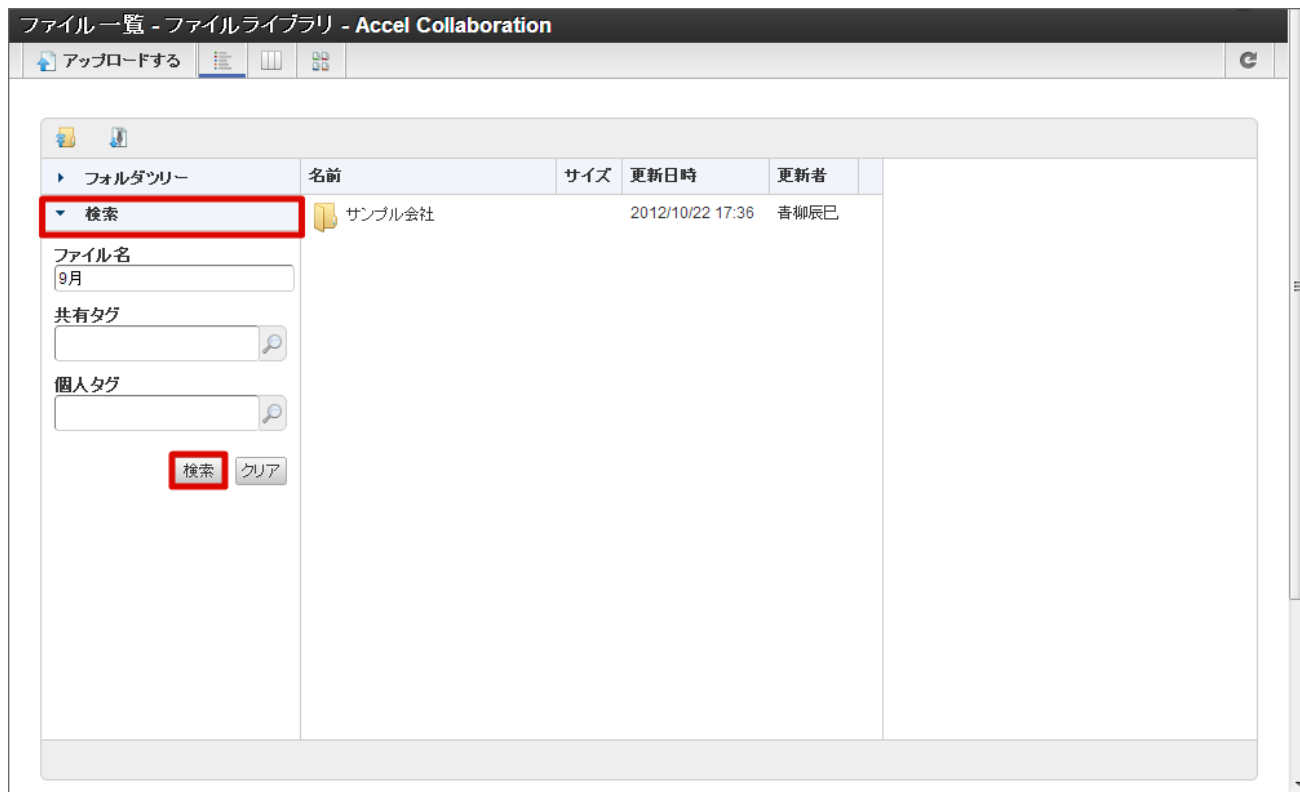 ファイル一覧 - ファイルライブラリ - Accel Collaboration
アップロードする
フォルダツリー 名前 サイズ 更新日時 更新者
検索 サンプル会社 2012/10/22 17:36 青柳辰巳
ファイル名
9月
共有タグ
個人タグ
検索 クリア